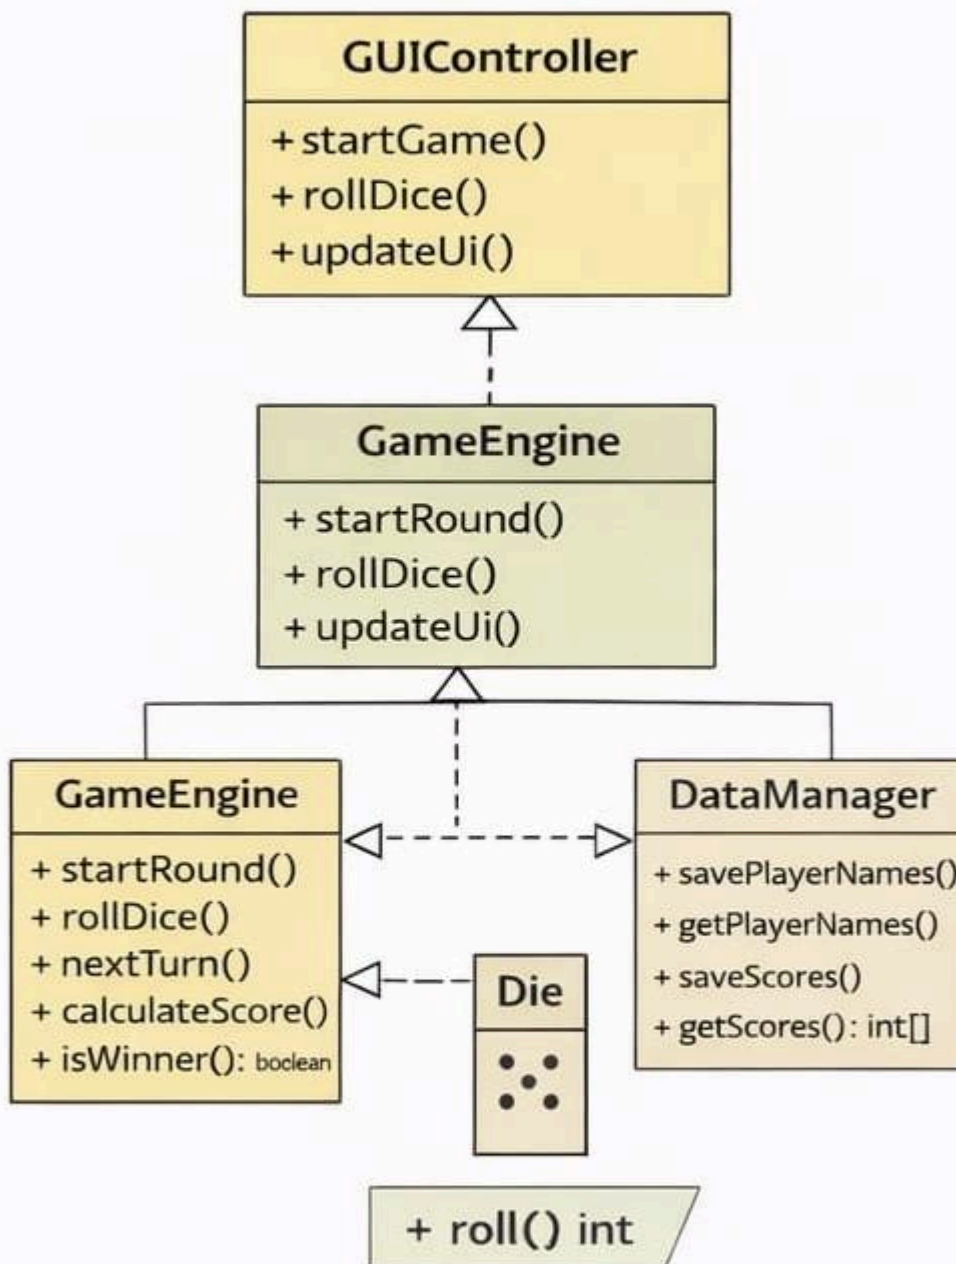 GUIController
+ startGame()
+ rollDice()
+ updateUi()
GameEngine
+ startRound()
+ rollDice()
+ updateUi()
GameEngine
+ startRound()
+ rollDice()
+ nextTurn()
+ calculateScore()
+ isWinner(): boclean
DataManager
+ savePlayerNames()
+ getPlayerNames()
+ saveScores()
+ getScores(): int[]
Die
+ roll() int